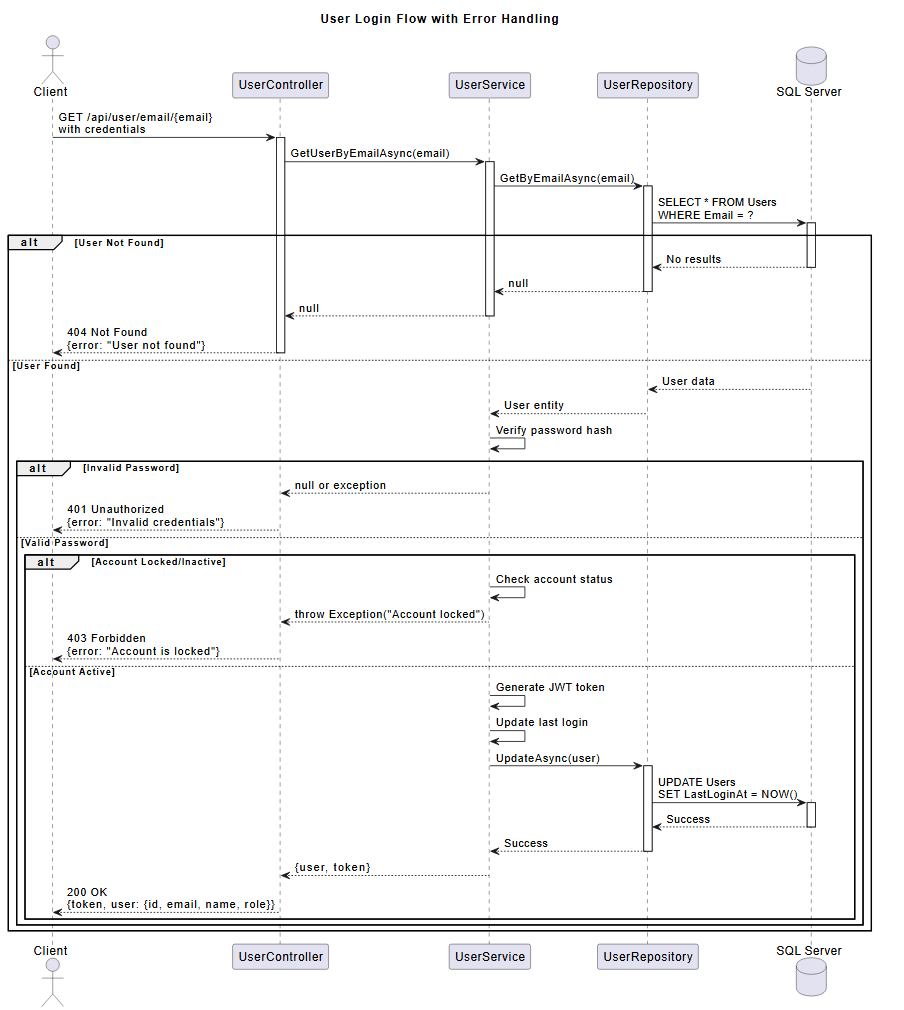 User Login Flow with Error Handling
Client
UserController
UserService
UserRepository
SQL Server
GET /api/user/email/{email}
with credentials
GetUserByEmailAsync(email)
GetByEmailAsync(email)
SELECT * FROM Users
WHERE Email = ?
alt
[User Not Found]
No results
null
null
404 Not Found
{error: "User not found"}
[User Found]
User data
User entity
Verify password hash
alt
[Invalid Password]
null or exception
401 Unauthorized
{error: "Invalid credentials"}
[Valid Password]
alt
[Account Locked/Inactive]
Check account status
throw Exception("Account locked")
403 Forbidden
{error: "Account is locked"}
[Account Active]
Generate JWT token
Update last login
UpdateAsync(user)
UPDATE Users
SET LastLoginAt = NOW()
Success
Success
{user, token}
200 OK
{token, user: {id, email, name, role}}
Client
UserController
UserService
UserRepository
SQL Server